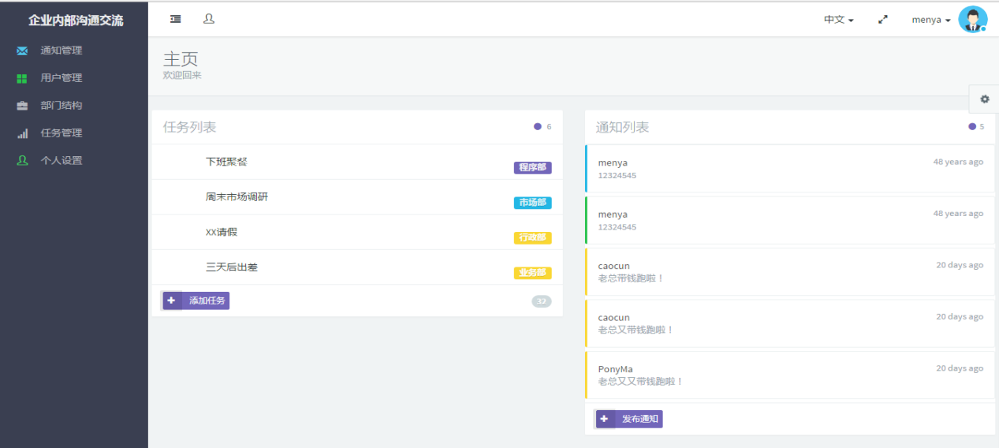 企业内部沟通交流
通知管理
用户管理
部门结构
任务管理
个人设置
中文
menya
主页
欢迎回来
任务列表
6
下班聚餐
程序部
周末市场调研
市场部
XX请假
行政部
三天后出差
业务部
添加任务
32
通知列表
5
menya
48 years ago
12324545
menya
48 years ago
12324545
caocun
20 days ago
老总带钱跑啦！
caocun
20 days ago
老总又带钱跑啦！
PonyMa
20 days ago
老总又又带钱跑啦！
发布通知